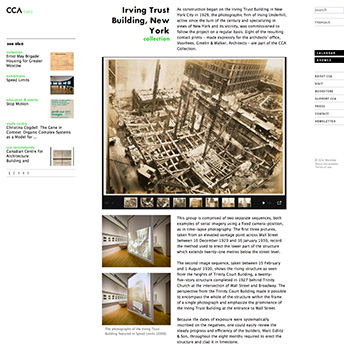 CCA
see also
collection
Ernő May Brigade
Housing for Greater
Moscow
exhibitions
Speed Limits
education & events
Stop Motion
study centre
Christina Cogdell: The Gene in
Context: Organic Complex Systems
as a Model for ...
Canadian Centre for
Architecture
Building and
1 2 3 4 5
Irving Trust
Building, New
York
collection
As construction began on the Irving Trust Building in New
York City in 1929, the photographic firm of Irving Underhill,
active since the turn of the century and specializing in
views of New York and its vicinity, was commissioned to
follow the project on a regular basis. Eight of the resulting
contact prints – made expressly for the architects' office,
Voorhees, Gmelin & Walker, Architects – are part of the CCA
Collection.
This group is comprised of two separate sequences, both
examples of serial imagery using a fixed camera-position,
as in time-lapse photography. The first three pictures,
taken from an elevated vantage point across Wall Street
between 16 December 1929 and 10 January 1930, record
the method used to erect the lower part of the structure
which extends twenty-one metres below the street level.
The second image sequence, taken between 15 February
and 1 August 1930, shows the rising structure as seen
from the heights of Trinity Court Building, a twenty-
five-story structure completed in 1927 behind Trinity
Church at the intersection of Wall Street and Broadway. The
perspective from the Trinity Court Building made it possible
to encompass the whole of the structure within the frame
of a single photograph and emphasize the prominence of
the Irving Trust Building at the entrance to Wall Street.
Because the dates of exposure were systematically
inscribed on the negatives, one could easily review the
steady progress and efficiency of the builders, Marc Eidlitz
& Son, throughout the eight months required to erect the
structure and clad it in limestone.
The photographs of the Irving Trust
Building featured in Speed Limits (2009)
SEARCH
FRANÇAIS
CALENDAR
BROWSE
ABOUT CCA
VISIT
BOOKSTORE
SUPPORT CCA
PRESS
CONTACT
NEWSLETTER